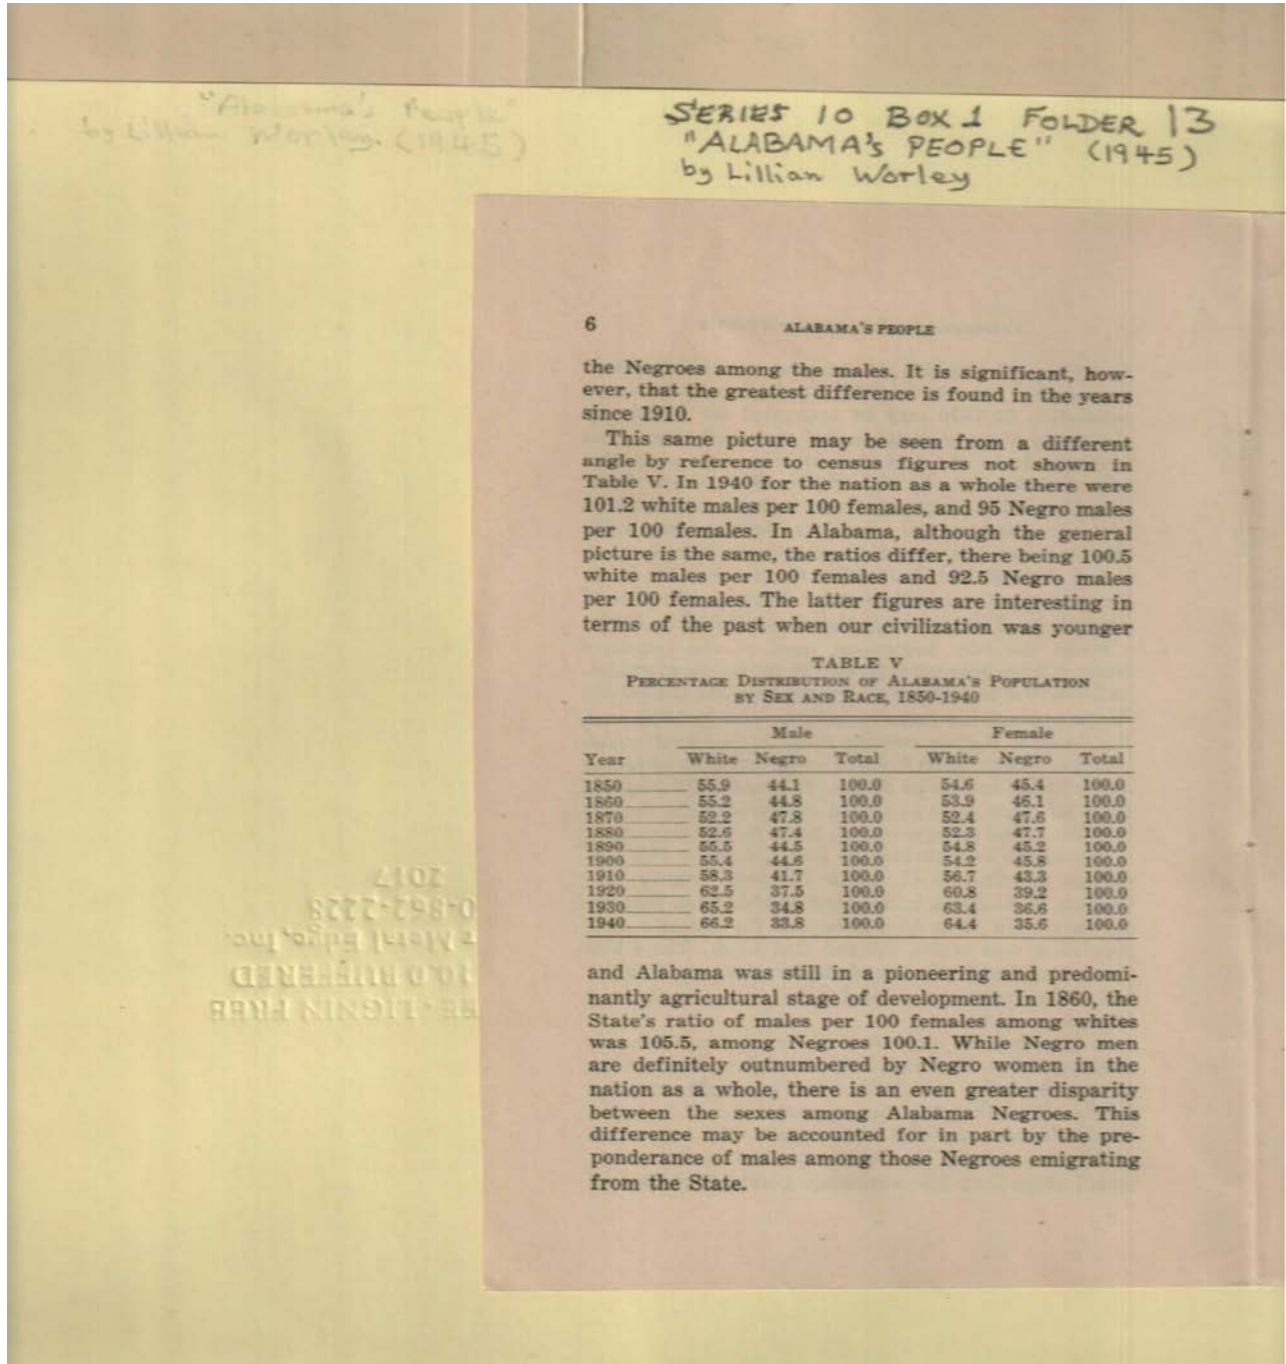 "Alabama's People"
by Lillian Worley (1945)
SERIES 10 BOX 1 FOLDER 13
"ALABAMA's PEOPLE" (1945)
by Lillian Worley
6 ALABAMA'S PEOPLE
the Negroes among the males. It is significant, how-
ever, that the greatest difference is found in the years
since 1910.
This same picture may be seen from a different
angle by reference to census figures not shown in
Table V. In 1940 for the nation as a whole there were
101.2 white males per 100 females, and 95 Negro males
per 100 females. In Alabama, although the general
picture is the same, the ratios differ, there being 100.5
white males per 100 females and 92.5 Negro males
per 100 females. The latter figures are interesting in
terms of the past when our civilization was younger
TABLE V
PERCENTAGE DISTRIBUTION OF ALABAMA'S POPULATION
BY SEX AND RACE, 1850-1940
Male Female
Year White Negro Total White Negro Total
1850 55.9 44.1 100.0 54.6 45.4 100.0
1860 55.2 44.8 100.0 53.9 46.1 100.0
1870 52.2 47.8 100.0 52.4 47.6 100.0
1880 52.6 47.4 100.0 52.3 47.7 100.0
1890 55.5 44.5 100.0 54.8 45.2 100.0
1900 55.4 44.6 100.0 54.2 45.8 100.0
1910 58.3 41.7 100.0 56.7 43.3 100.0
1920 62.5 37.5 100.0 60.8 39.2 100.0
1930 65.2 34.8 100.0 63.4 36.6 100.0
1940 66.2 33.8 100.0 64.4 35.6 100.0
and Alabama was still in a pioneering and predomi-
nantly agricultural stage of development. In 1860, the
State's ratio of males per 100 females among whites
was 105.5, among Negroes 100.1. While Negro men
are definitely outnumbered by Negro women in the
nation as a whole, there is an even greater disparity
between the sexes among Alabama Negroes. This
difference may be accounted for in part by the pre-
ponderance of males among those Negroes emigrating
from the State.
LIGNIN FREE
10.0 BUFFERED
Metal Edge, Inc.
0-862-2228
2017